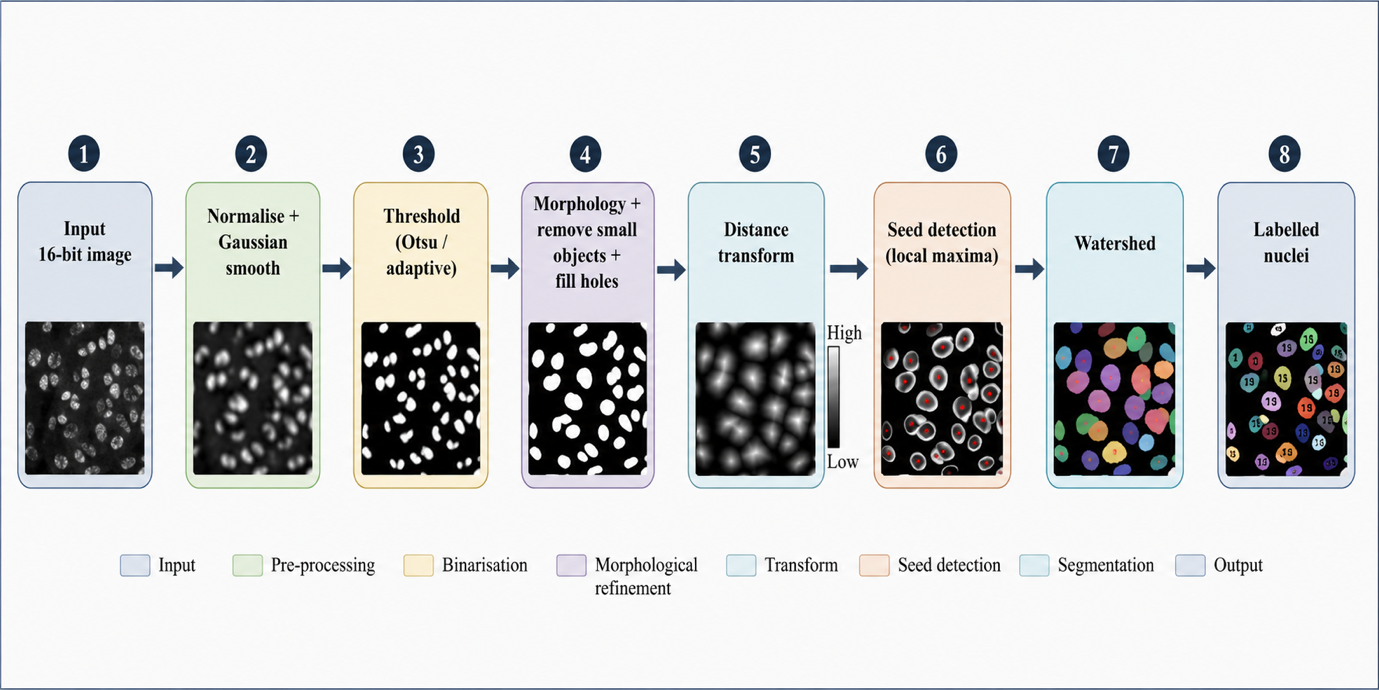 1
2
3
4
5
6
7
8
Input
16-bit image
Normalise +
Gaussian
smooth
Threshold
(Otsu /
adaptive)
Morphology +
remove small
objects +
fill holes
Distance
transform
Seed detection
(local maxima)
Watershed
Labelled
nuclei
High
Low
Input
Pre-processing
Binarisation
Morphological
refinement
Transform
Seed detection
Segmentation
Output